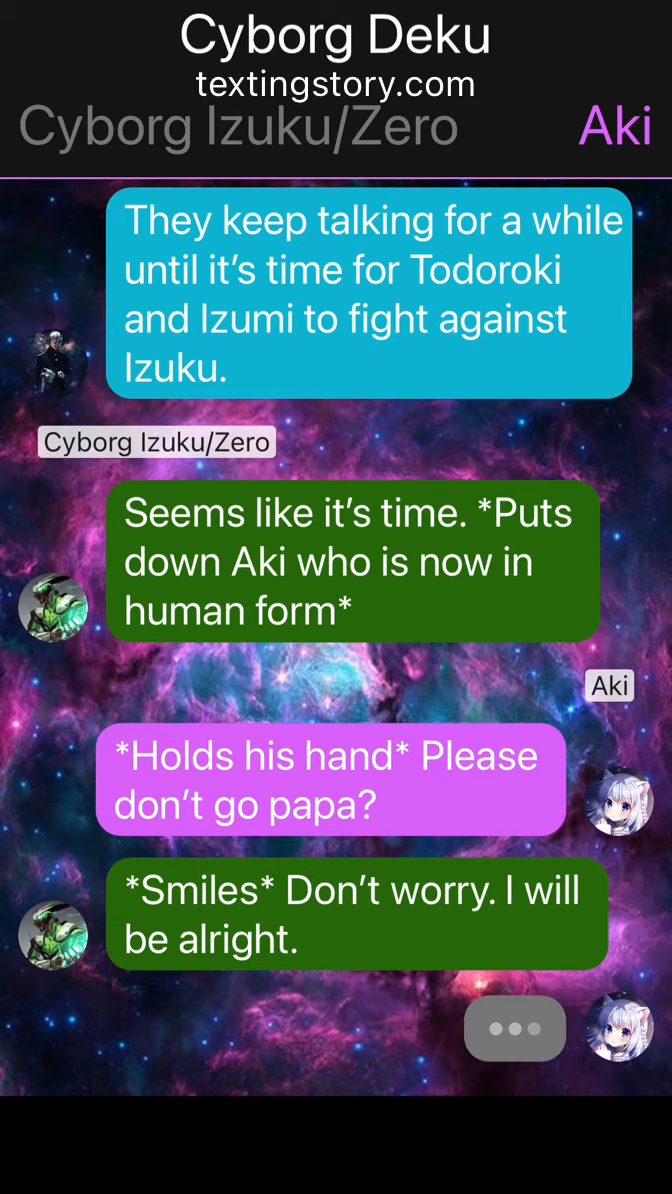 Cyborg Deku
textingstory.com
Cyborg Izuku/Zero Aki
They keep talking for a while
until it’s time for Todoroki
and Izumi to fight against
Izuku.
Cyborg Izuku/Zero
Seems like it’s time. *Puts
down Aki who is now in
human form*
Aki
*Holds his hand* Please
don’t go papa?
*Smiles* Don’t worry. I will
be alright.